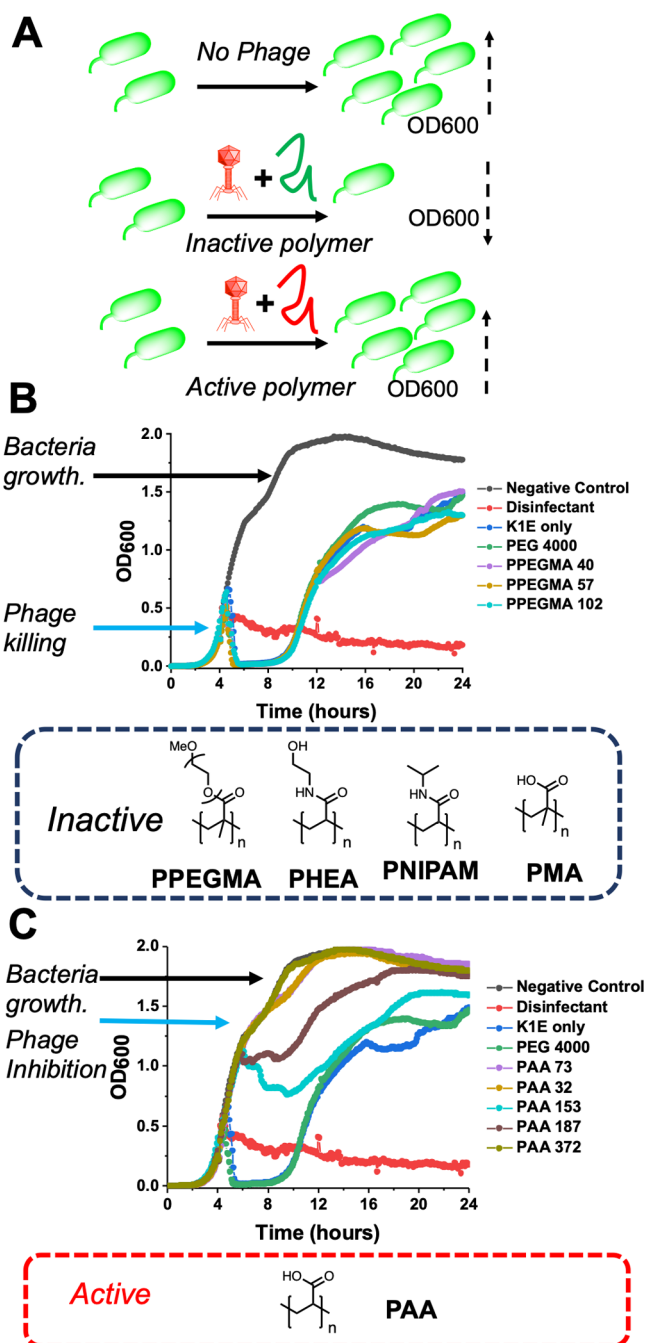 A
No Phage
OD600
+
OD600
Inactive polymer
+
Active polymer
OD600
B
Bacteria
growth.
Phage
killing
OD600
2.0
1.5
1.0
0.5
0.0
0 4 8 12 16 20 24
Time (hours)
Negative Control
Disinfectant
K1E only
PEG 4000
PPEGMA 40
PPEGMA 57
PPEGMA 102
Inactive
MeO
O
O
n
PPEGMA
OH
HN
O
n
PHEA
HN
O
n
PNIPAM
HO
O
n
PMA
C
Bacteria
growth.
Phage
Inhibition
OD600
2.0
1.5
1.0
0.5
0.0
0 4 8 12 16 20 24
Time (hours)
Negative Control
Disinfectant
K1E only
PEG 4000
PAA 73
PAA 32
PAA 153
PAA 187
PAA 372
Active
HO
O
n
PAA